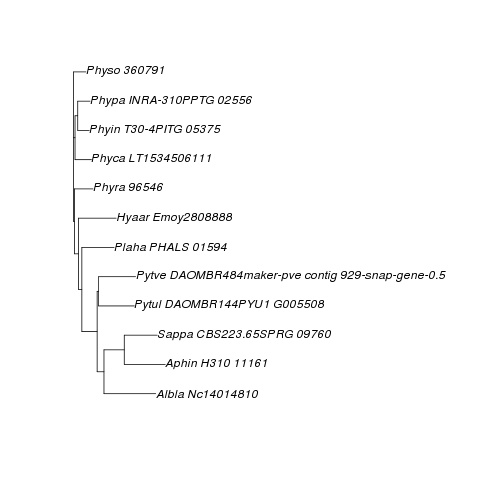 Physo 360791
Phypa INRA-310PPTG 02556
Phyin T30-4PITG 05375
Phyca LT1534506111
Phyra 96546
Hyaar Emoy2808888
Plaha PHALS 01594
Pytve DAOMBR484maker-pve contig 929-snap-gene-0.5
Pytul DAOMBR144PYU1 G005508
Sappa CBS223.65SPRG 09760
Aphin H310 11161
Albla Nc14014810